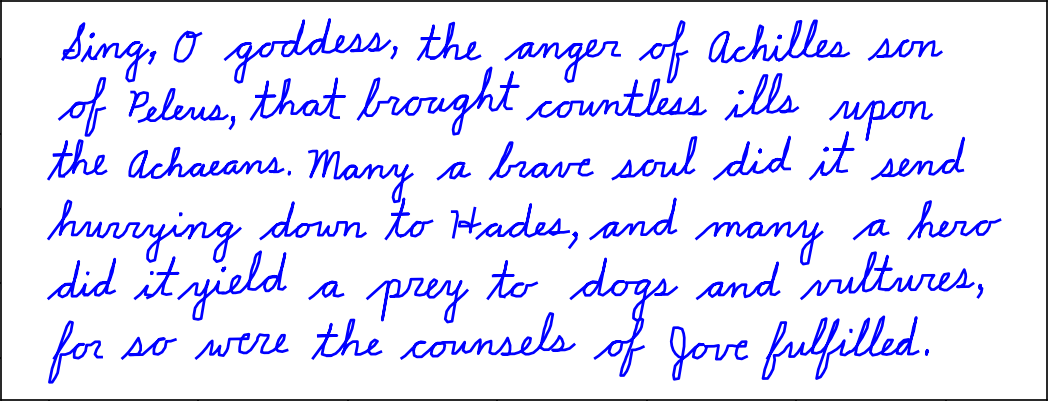 Sing, O goddess, the anger of Achilles son
of Peleus, that brought countless ills upon
the Achaeans. Many a brave soul did it send
hurrying down to Hades, and many a hero
did it yield a prey to dogs and vultures,
for so were the counsels of Jove fulfilled.